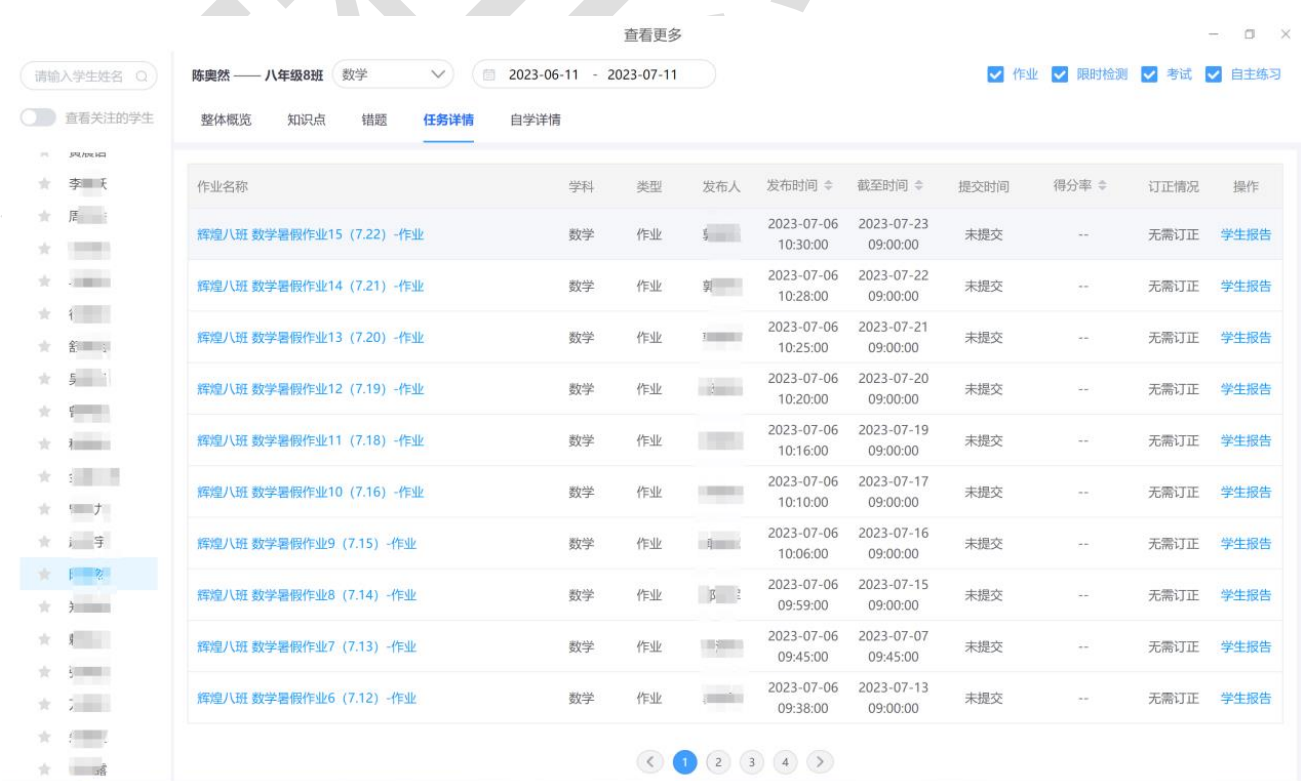 查看更多
请输入学生姓名
陈奥然 —— 八年级8班 数学 2023-06-11 - 2023-07-11 作业 限时检测 考试 自主练习
查看关注的学生
整体概览 知识点 错题 任务详情 自学详情
作业名称 学科 类型 发布人 发布时间 截至时间 提交时间 得分率 订正情况 操作
辉煌八班 数学暑假作业15（7.22）-作业 数学 作业 2023-07-06 10:30:00 2023-07-23 09:00:00 未提交 -- 无需订正 学生报告
辉煌八班 数学暑假作业14（7.21）-作业 数学 作业 郭 2023-07-06 10:28:00 2023-07-22 09:00:00 未提交 -- 无需订正 学生报告
辉煌八班 数学暑假作业13（7.20）-作业 数学 作业 2023-07-06 10:25:00 2023-07-21 09:00:00 未提交 -- 无需订正 学生报告
辉煌八班 数学暑假作业12（7.19）-作业 数学 作业 2023-07-06 10:20:00 2023-07-20 09:00:00 未提交 -- 无需订正 学生报告
辉煌八班 数学暑假作业11（7.18）-作业 数学 作业 2023-07-06 10:16:00 2023-07-19 09:00:00 未提交 -- 无需订正 学生报告
辉煌八班 数学暑假作业10（7.16）-作业 数学 作业 2023-07-06 10:10:00 2023-07-17 09:00:00 未提交 -- 无需订正 学生报告
辉煌八班 数学暑假作业9（7.15）-作业 数学 作业 2023-07-06 10:06:00 2023-07-16 09:00:00 未提交 -- 无需订正 学生报告
辉煌八班 数学暑假作业8（7.14）-作业 数学 作业 2023-07-06 09:59:00 2023-07-15 09:00:00 未提交 -- 无需订正 学生报告
辉煌八班 数学暑假作业7（7.13）-作业 数学 作业 2023-07-06 09:45:00 2023-07-07 09:45:00 未提交 -- 无需订正 学生报告
辉煌八班 数学暑假作业6（7.12）-作业 数学 作业 2023-07-06 09:38:00 2023-07-13 09:00:00 未提交 -- 无需订正 学生报告
1 2 3 4